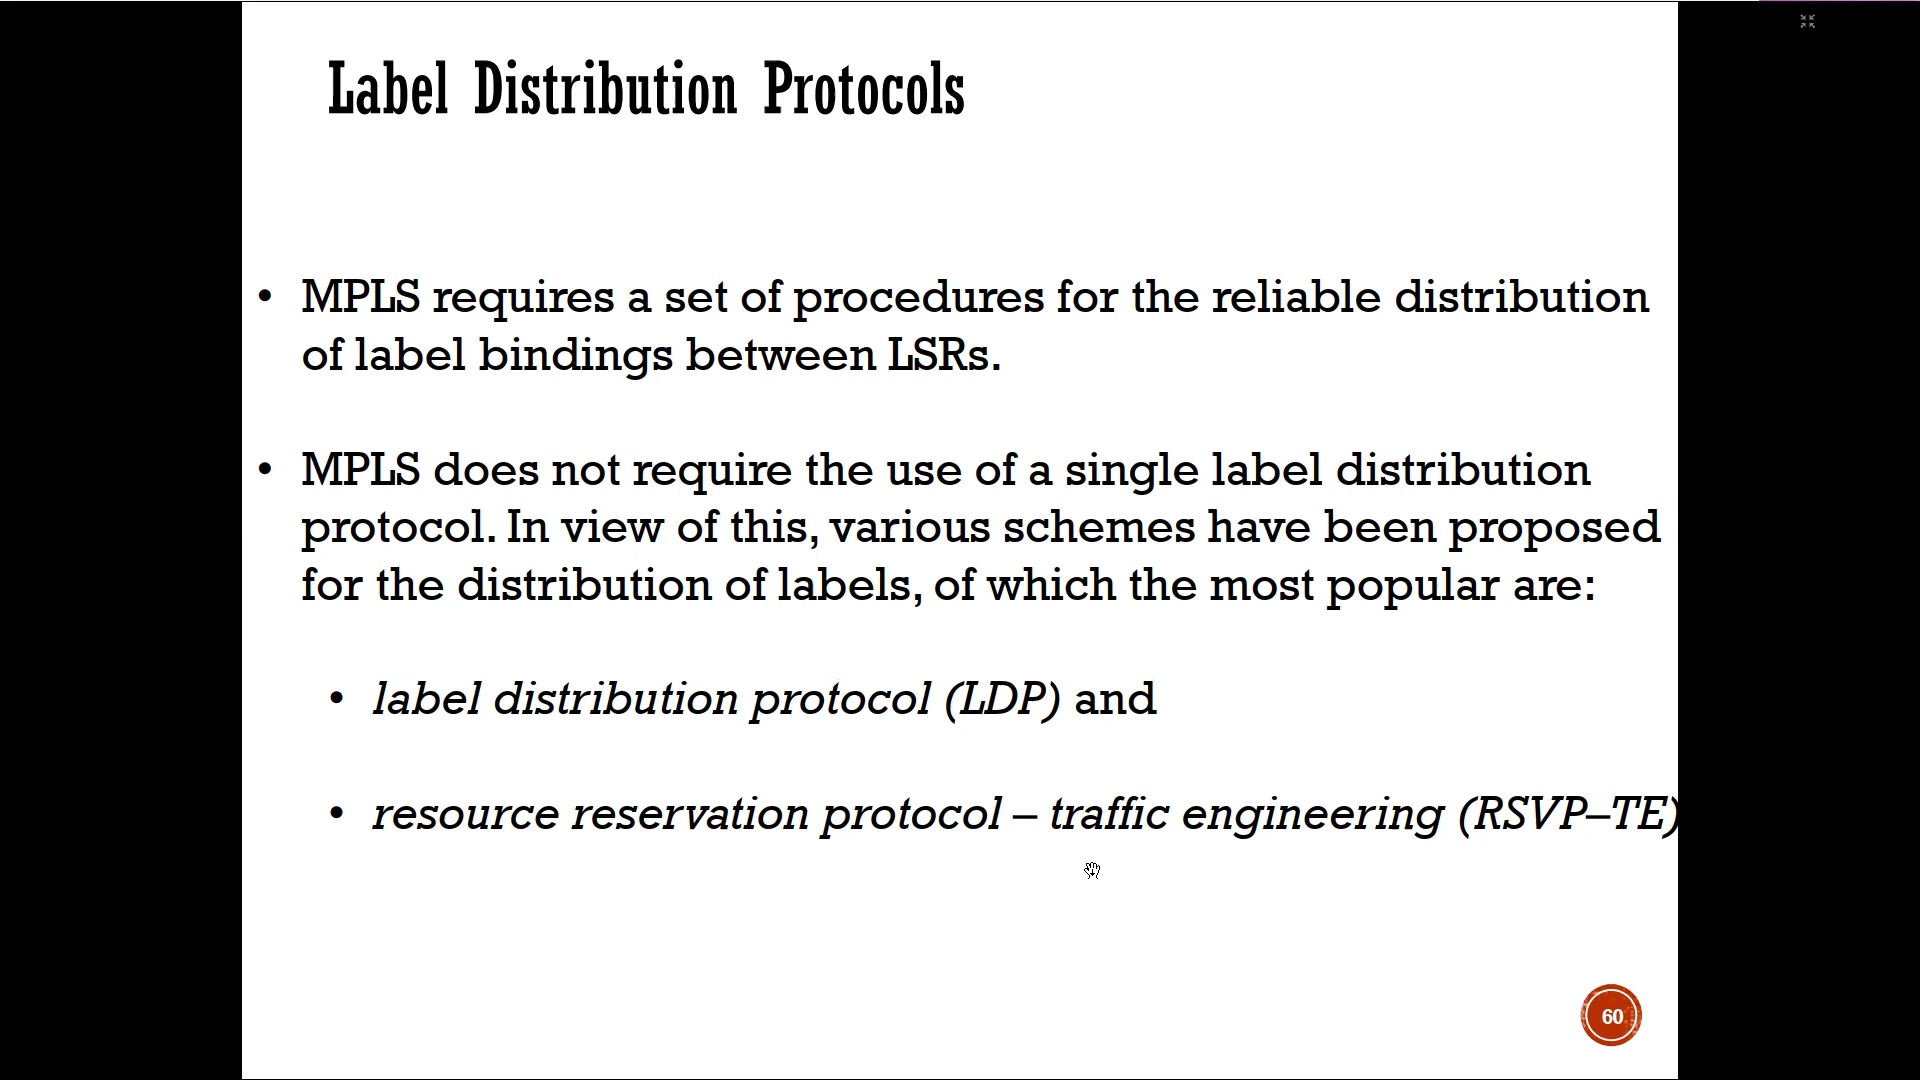 Label Distribution Protocols
• MPLS requires a set of procedures for the reliable distribution
of label bindings between LSRs.
• MPLS does not require the use of a single label distribution
protocol. In view of this, various schemes have been proposed
for the distribution of labels, of which the most popular are:
• label distribution protocol (LDP) and
• resource reservation protocol – traffic engineering (RSVP–TE)
60